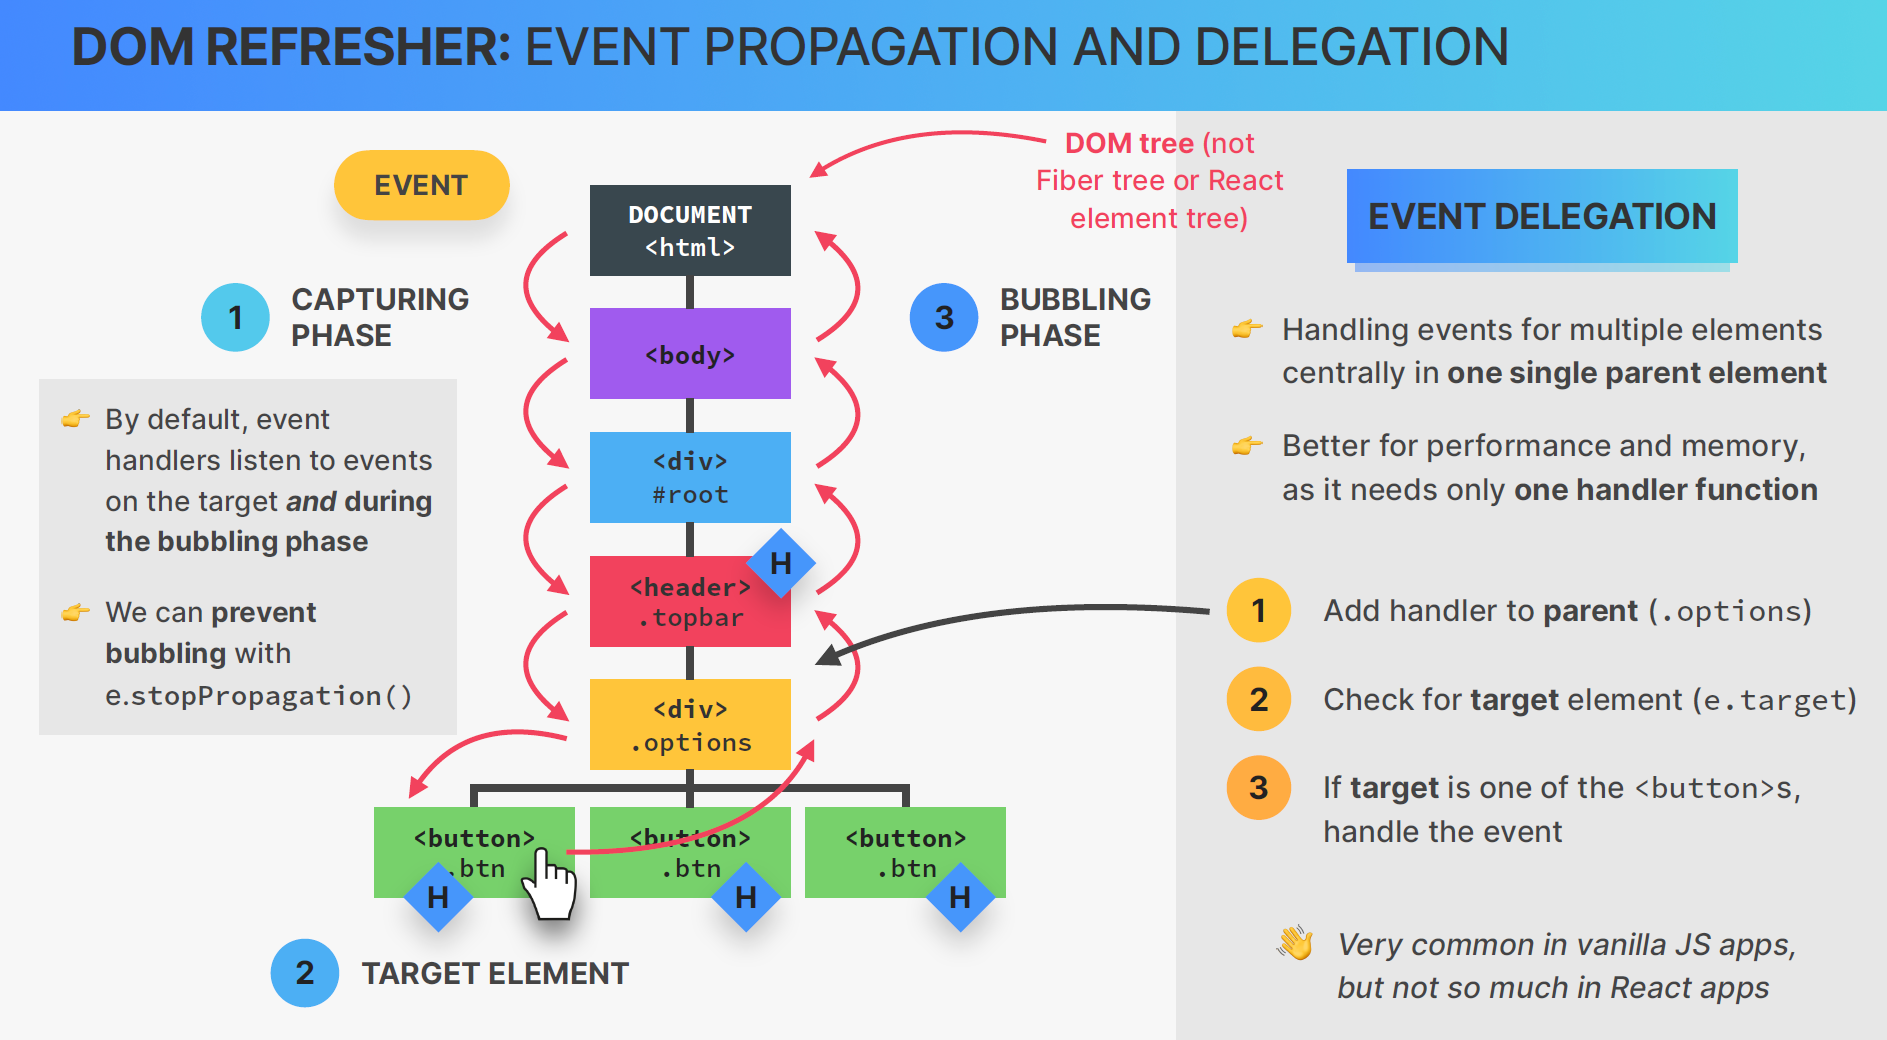 DOM REFRESHER: EVENT PROPAGATION AND DELEGATION
EVENT
DOM tree (not
Fiber tree or React
element tree)
1
CAPTURING
PHASE
By default, event
handlers listen to events
on the target and during
the bubbling phase
We can prevent
bubbling with
e.stopPropagation()
DOCUMENT
<html>
<body>
<div>
#root
<header>
.topbar
H
<div>
.options
<button>
.btn
H
<button>
.btn
H
<button>
.btn
H
2
TARGET ELEMENT
3
BUBBLING
PHASE
EVENT DELEGATION
Handling events for multiple elements
centrally in one single parent element
Better for performance and memory,
as it needs only one handler function
1
Add handler to parent (.options)
2
Check for target element (e.target)
3
If target is one of the <button>s,
handle the event
Very common in vanilla JS apps,
but not so much in React apps